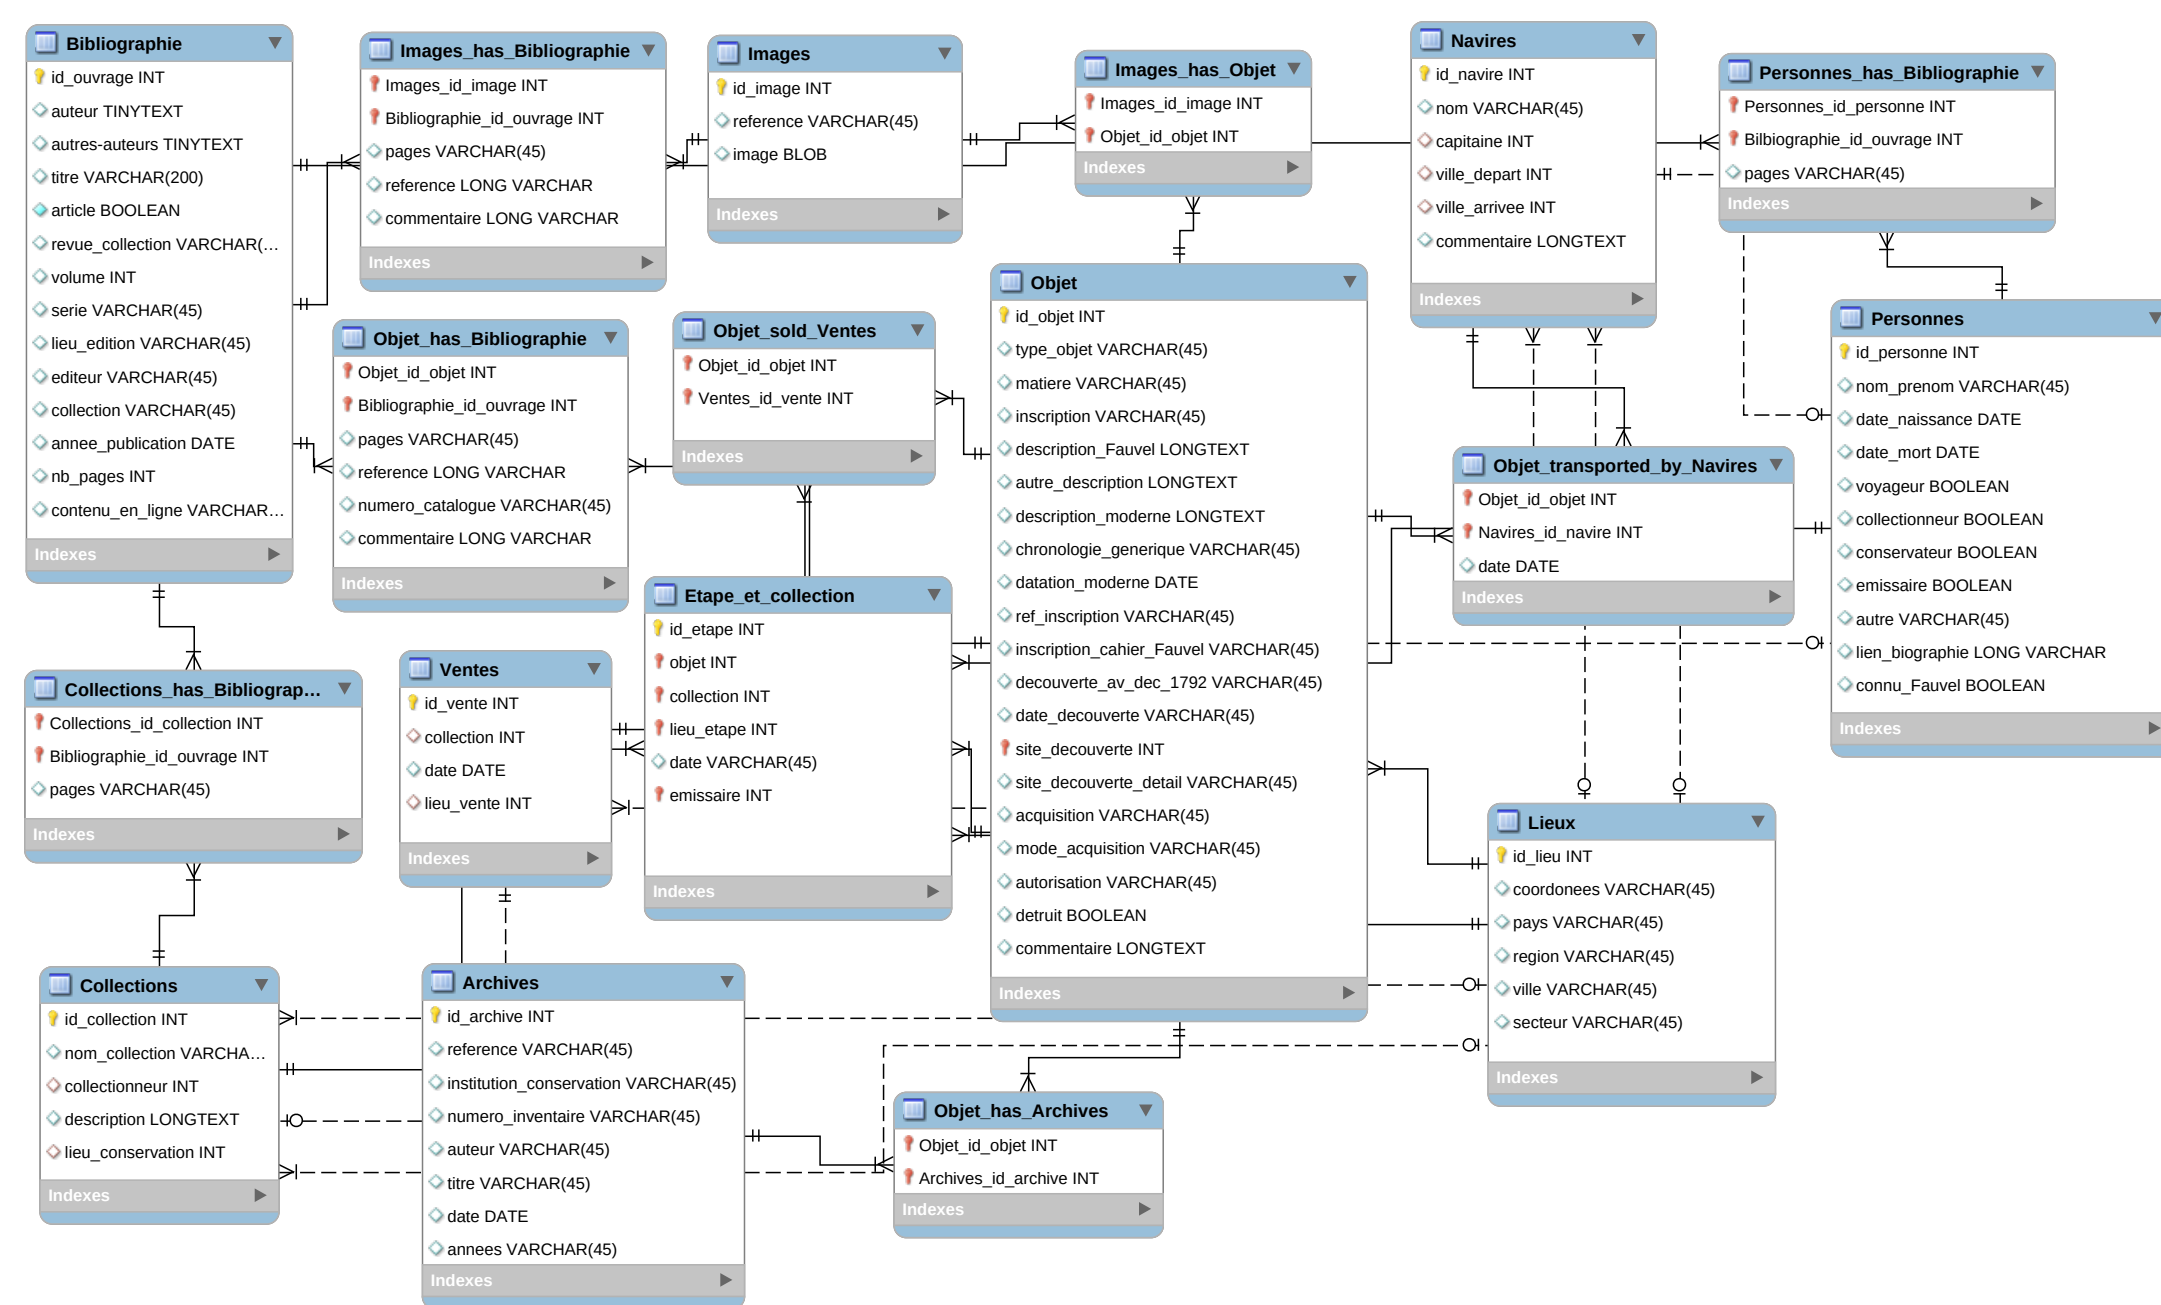 Bibliographie
id_ouvrage INT
auteur TINYTEXT
autres-auteurs TINYTEXT
titre VARCHAR(200)
article BOOLEAN
revue_collection VARCHAR(…
volume INT
serie VARCHAR(45)
lieu_edition VARCHAR(45)
editeur VARCHAR(45)
collection VARCHAR(45)
annee_publication DATE
nb_pages INT
contenu_en_ligne VARCHAR…
Indexes
Images_has_Bibliographie
Images_id_image INT
Bibliographie_id_ouvrage INT
pages VARCHAR(45)
reference LONG VARCHAR
commentaire LONG VARCHAR
Indexes
Images
id_image INT
reference VARCHAR(45)
image BLOB
Indexes
Images_has_Objet
Images_id_image INT
Objet_id_objet INT
Indexes
Navires
id_navire INT
nom VARCHAR(45)
capitaine INT
ville_depart INT
ville_arrivee INT
commentaire LONGTEXT
Indexes
Personnes_has_Bibliographie
Personnes_id_personne INT
Bilbiographie_id_ouvrage INT
pages VARCHAR(45)
Indexes
Objet_has_Bibliographie
Objet_id_objet INT
Bibliographie_id_ouvrage INT
pages VARCHAR(45)
reference LONG VARCHAR
numero_catalogue VARCHAR(45)
commentaire LONG VARCHAR
Indexes
Objet_sold_Ventes
Objet_id_objet INT
Ventes_id_vente INT
Indexes
Objet
id_objet INT
type_objet VARCHAR(45)
matiere VARCHAR(45)
inscription VARCHAR(45)
description_Fauvel LONGTEXT
autre_description LONGTEXT
description_moderne LONGTEXT
chronologie_generique VARCHAR(45)
datation_moderne DATE
ref_inscription VARCHAR(45)
inscription_cahier_Fauvel VARCHAR(45)
decouverte_av_dec_1792 VARCHAR(45)
date_decouverte VARCHAR(45)
site_decouverte INT
site_decouverte_detail VARCHAR(45)
acquisition VARCHAR(45)
mode_acquisition VARCHAR(45)
autorisation VARCHAR(45)
detruit BOOLEAN
commentaire LONGTEXT
Indexes
Personnes
id_personne INT
nom_prenom VARCHAR(45)
date_naissance DATE
date_mort DATE
voyageur BOOLEAN
collectionneur BOOLEAN
conservateur BOOLEAN
emissaire BOOLEAN
autre VARCHAR(45)
lien_biographie LONG VARCHAR
connu_Fauvel BOOLEAN
Indexes
Objet_transported_by_Navires
Objet_id_objet INT
Navires_id_navire INT
date DATE
Indexes
Etape_et_collection
id_etape INT
objet INT
collection INT
lieu_etape INT
date VARCHAR(45)
emissaire INT
Indexes
Ventes
id_vente INT
collection INT
date DATE
lieu_vente INT
Indexes
Collections_has_Bibliograp…
Collections_id_collection INT
Bibliographie_id_ouvrage INT
pages VARCHAR(45)
Indexes
Lieux
id_lieu INT
coordonees VARCHAR(45)
pays VARCHAR(45)
region VARCHAR(45)
ville VARCHAR(45)
secteur VARCHAR(45)
Indexes
Collections
id_collection INT
nom_collection VARCHA…
collectionneur INT
description LONGTEXT
lieu_conservation INT
Indexes
Archives
id_archive INT
reference VARCHAR(45)
institution_conservation VARCHAR(45)
numero_inventaire VARCHAR(45)
auteur VARCHAR(45)
titre VARCHAR(45)
date DATE
annees VARCHAR(45)
Indexes
Objet_has_Archives
Objet_id_objet INT
Archives_id_archive INT
Indexes